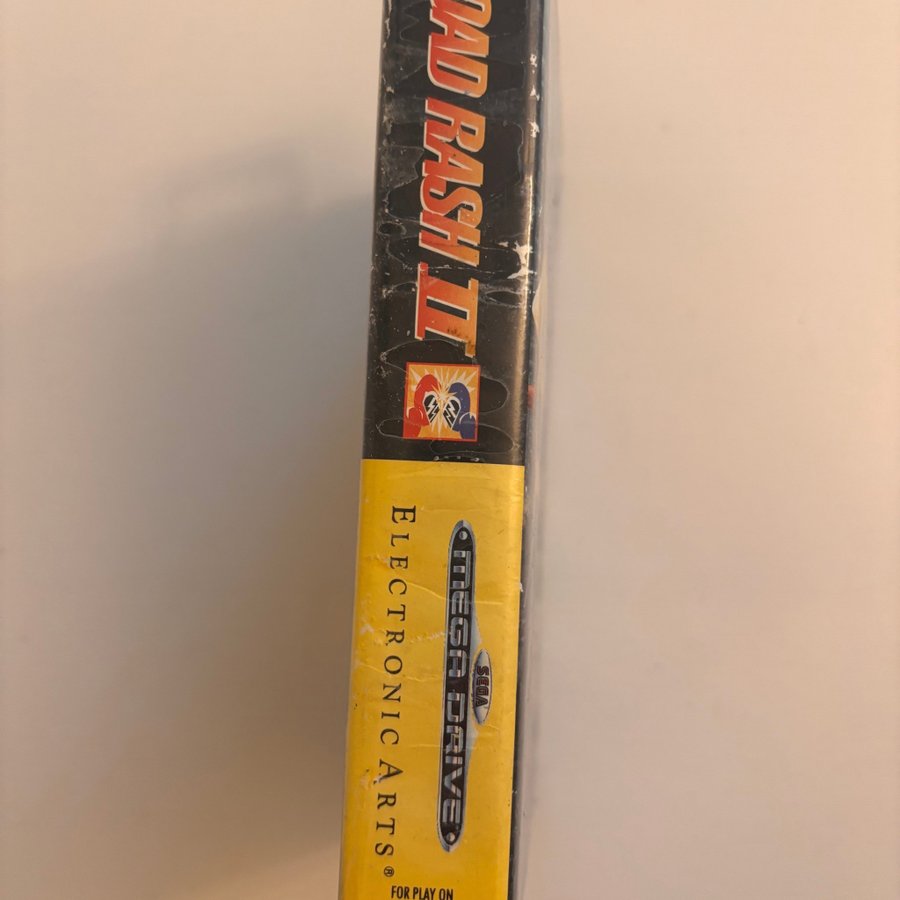 OAD RASH II
SEGA
MEGA DRIVE
ELECTRONIC ARTS®
FOR PLAY ON